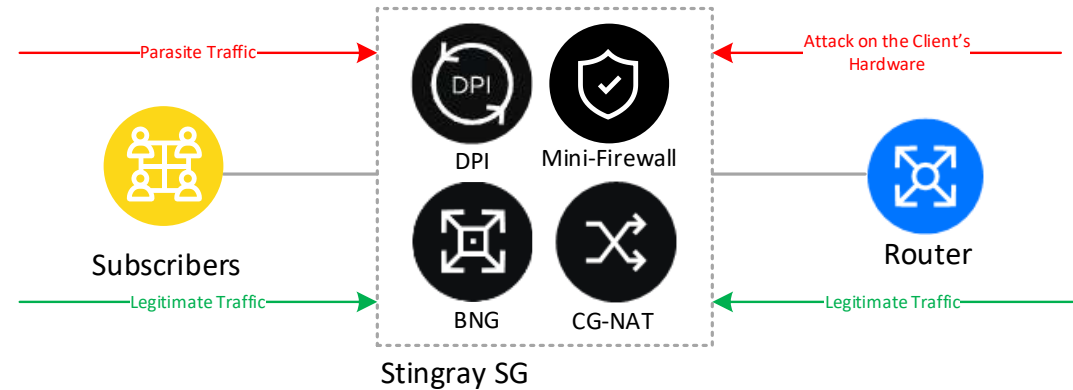 Parasite Traffic
Attack on the Client's
Hardware
DPI
DPI
Mini-Firewall
Subscribers
Router
Legitimate Traffic
Legitimate Traffic
BNG
CG-NAT
Stingray SG